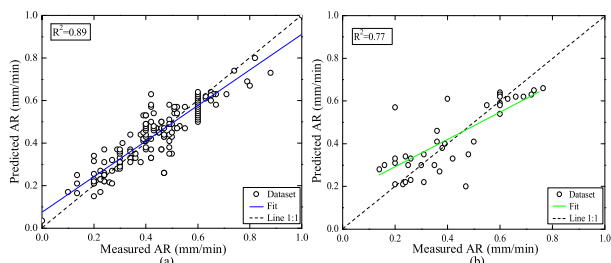 R²=0.89
Predicted AR (mm/min)
1.0
0.8
0.6
0.4
0.2
0.0
0.0 0.2 0.4 0.6 0.8 1.0
Dataset
Fit
Line 1:1
Measured AR (mm/min)
(a)
R²=0.77
Predicted AR (mm/min)
1.0
0.8
0.6
0.4
0.2
0.0
0.0 0.2 0.4 0.6 0.8 1.0
Dataset
Fit
Line 1:1
Measured AR (mm/min)
(b)